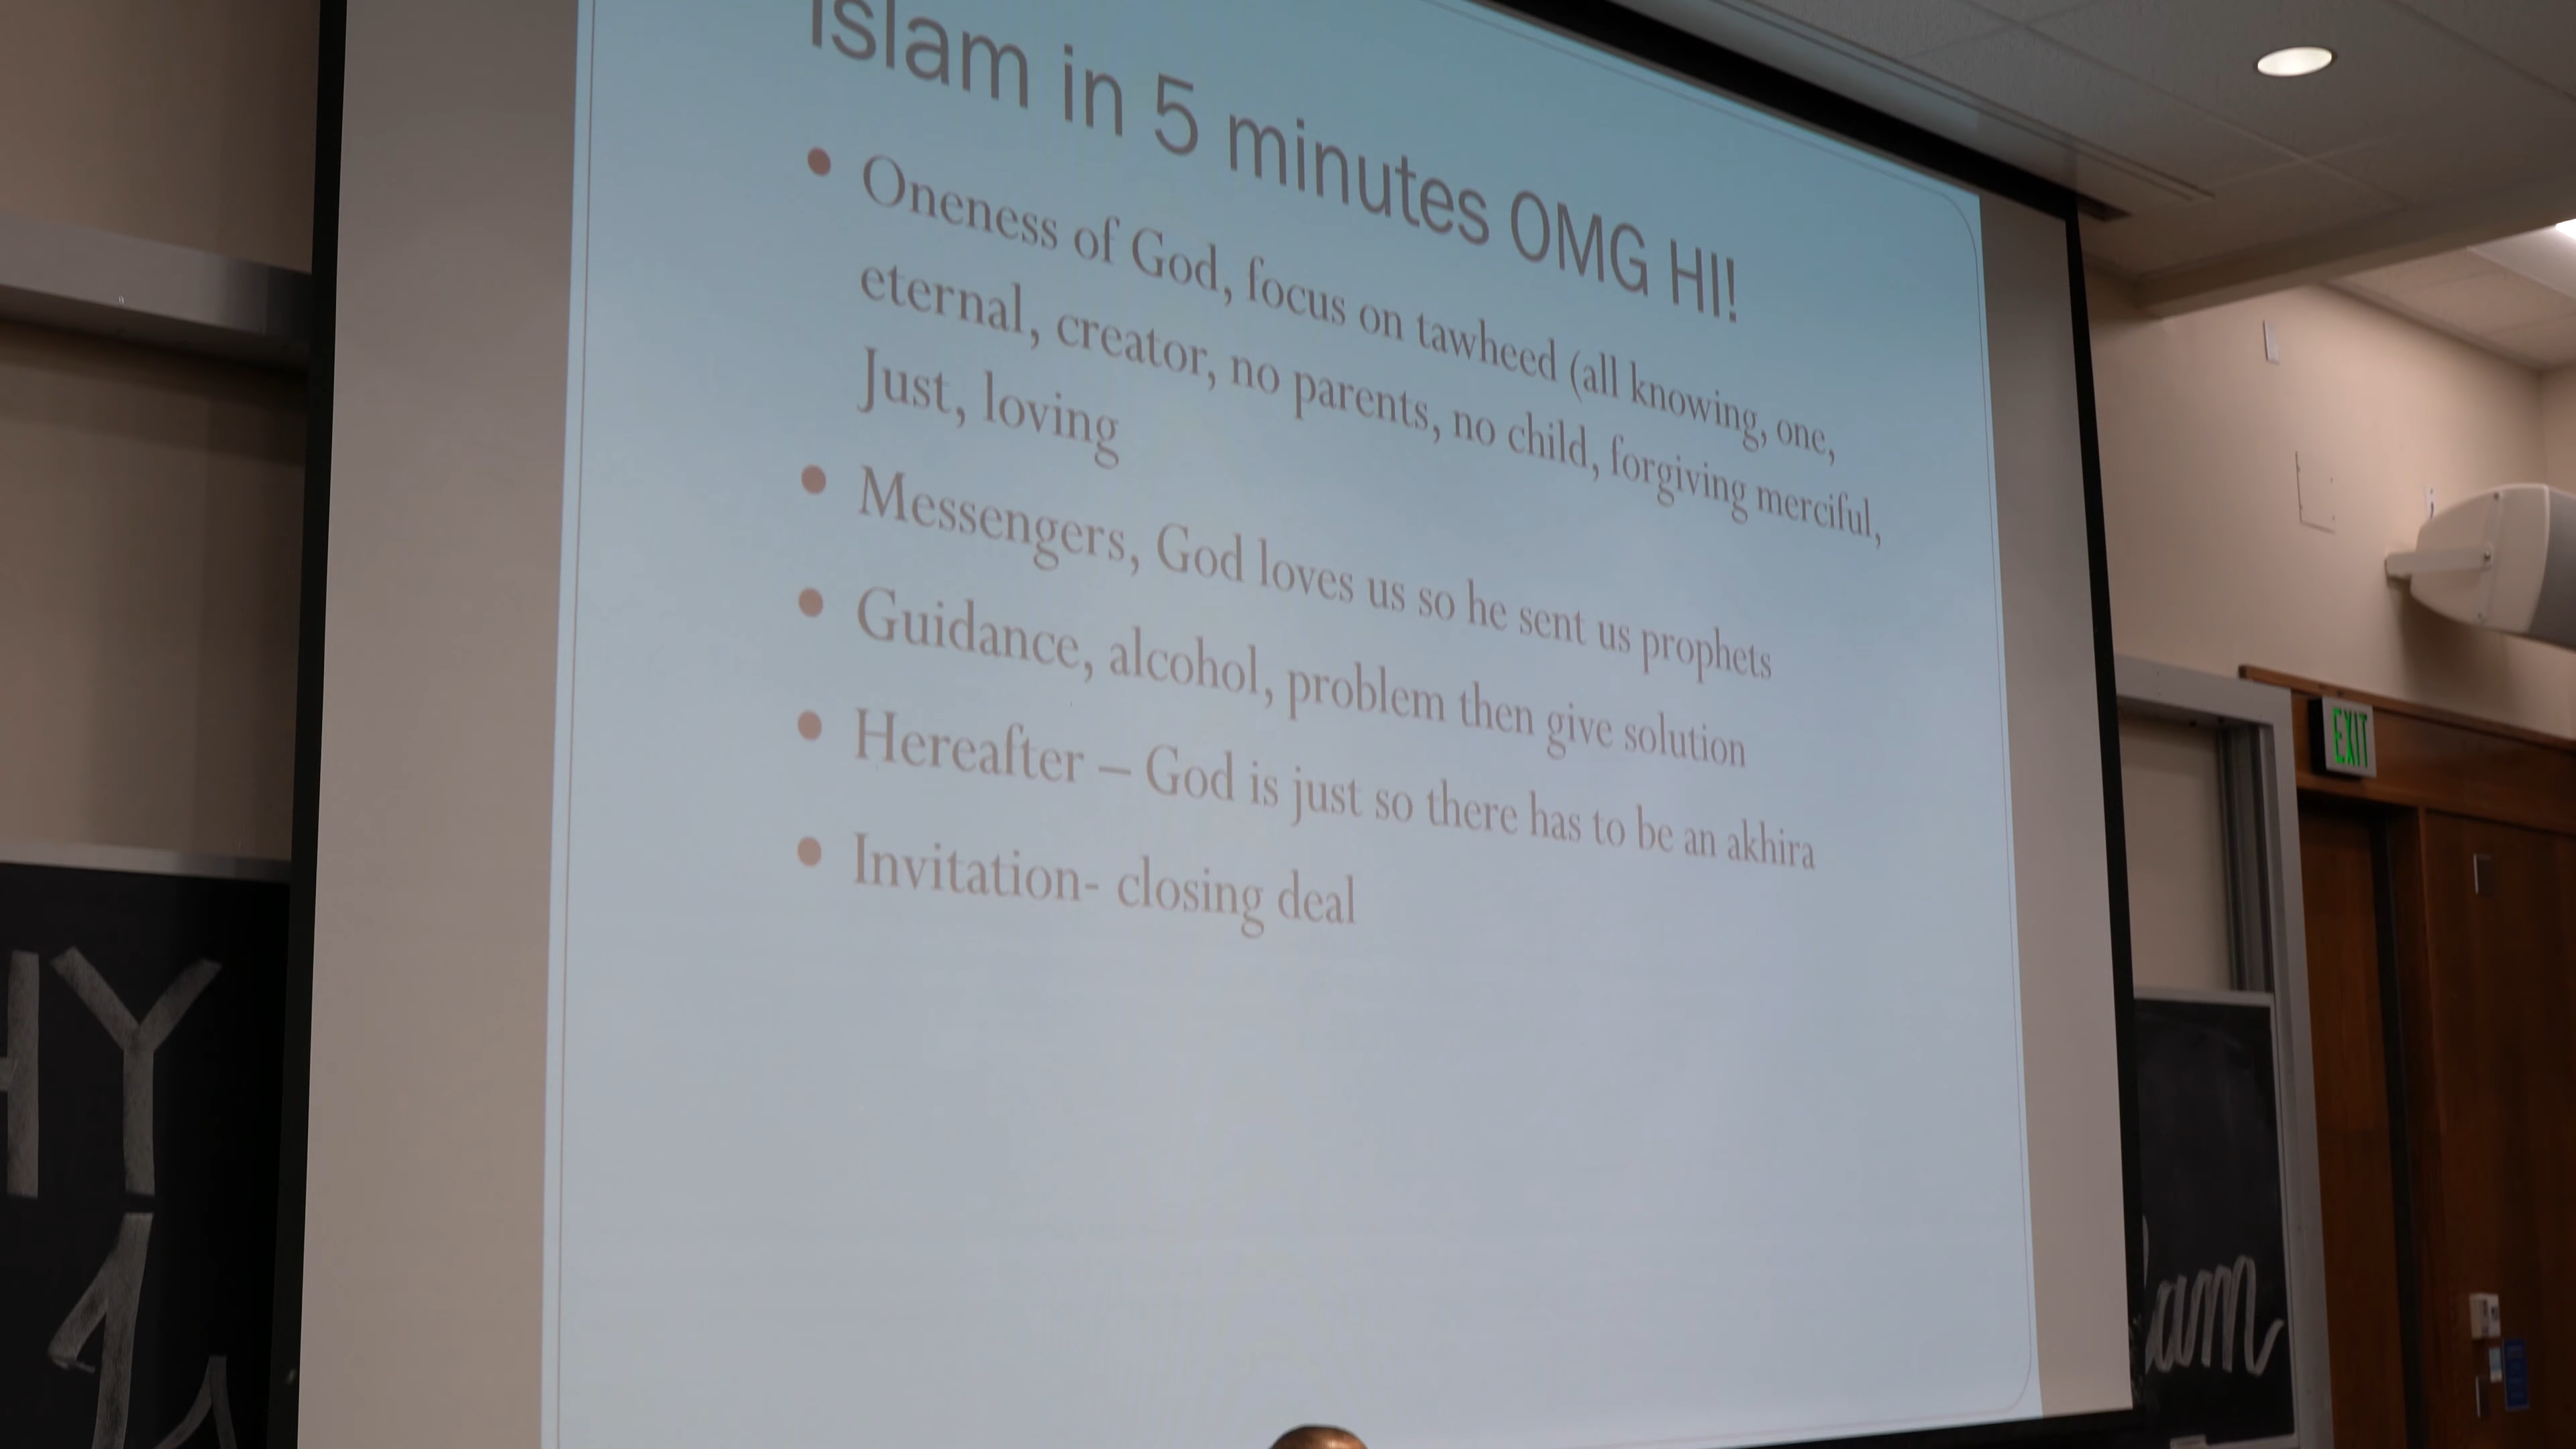 Islam in 5 minutes OMG HI!
• Oneness of God, focus on tawheed (all knowing, one,
eternal, creator, no parents, no child, forgiving merciful,
Just, loving
• Messengers, God loves us so he sent us prophets
• Guidance, alcohol, problem then give solution
• Hereafter – God is just so there has to be an akhira
• Invitation- closing deal
EXIT
HY
lam